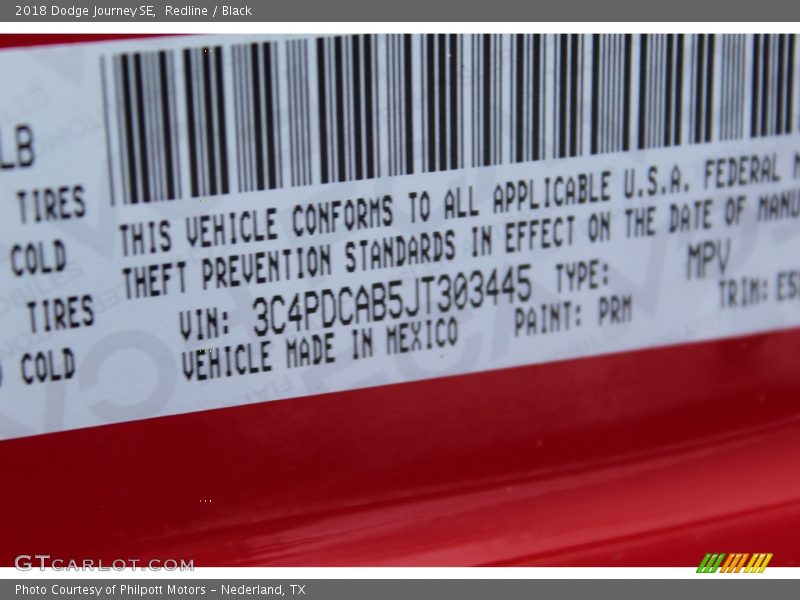 2018 Dodge Journey SE, Redline / Black
LB
TIRES
COLD
TIRES
COLD
THIS VEHICLE CONFORMS TO ALL APPLICABLE U.S.A. FEDERAL
THEFT PREVENTION STANDARDS IN EFFECT ON THE DATE OF MANU
VIN: 3C4PDCAB5JT303445 TYPE: MPV
VEHICLE MADE IN MEXICO PAINT: PRM TRIM:
GTCARLOT.COM
Photo Courtesy of Philpott Motors - Nederland, TX